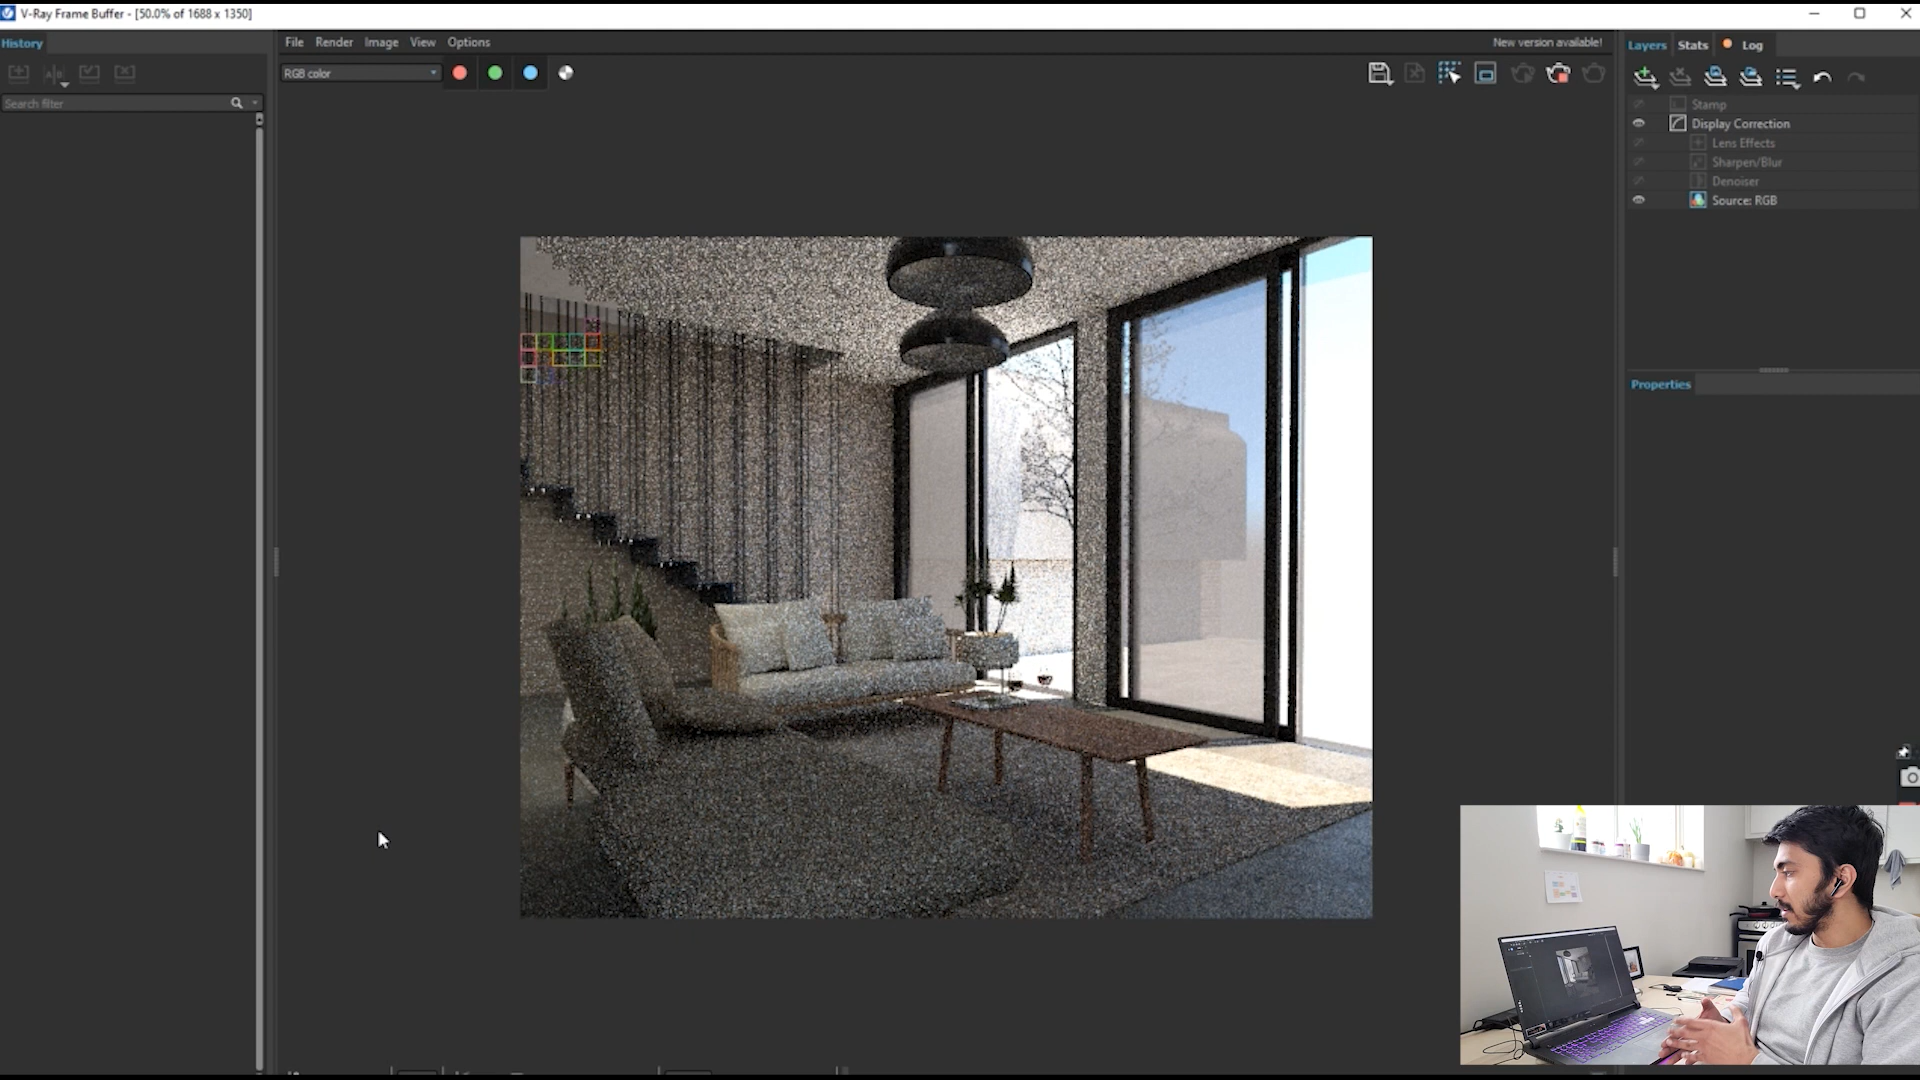 V-Ray Frame Buffer - [50.0% of 1688 x 1350]
History
File Render Image View Options
New version available!
Layers Stats Log
RGB color
Search filter
Stamp
Display Correction
Lens Effects
Sharpen/Blur
Denoiser
Source: RGB
Properties